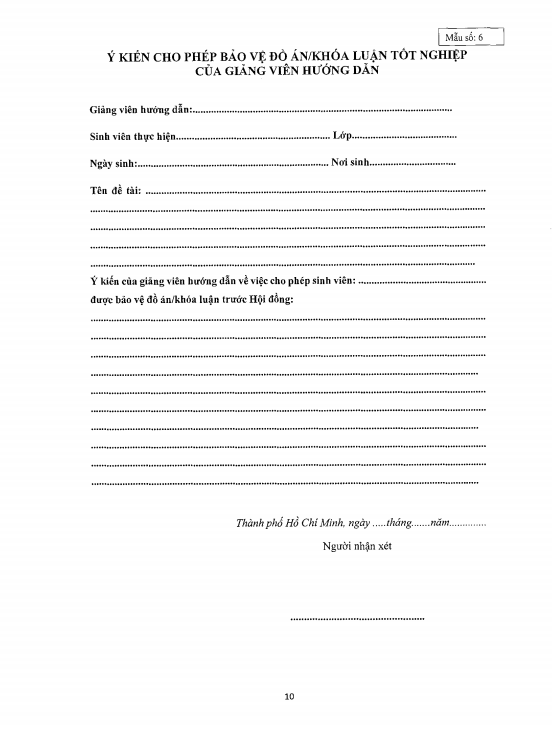 Mẫu số: 6
Ý KIẾN CHO PHÉP BẢO VỆ ĐỒ ÁN/KHÓA LUẬN TỐT NGHIỆP
CỦA GIẢNG VIÊN HƯỚNG DẪN
Giảng viên hướng dẫn:................................................................................
Sinh viên thực hiện................................................ Lớp................................
Ngày sinh:........................................................... Nơi sinh..........................
Tên đề tài: .........................................................................................................
..........................................................................................................................
..........................................................................................................................
..........................................................................................................................
.......................................................................................................................
Ý kiến của giảng viên hướng dẫn về việc cho phép sinh viên: .......................................
được bảo vệ đồ án/khóa luận trước Hội đồng:
..........................................................................................................................
..........................................................................................................................
..........................................................................................................................
........................................................................................................................
..........................................................................................................................
..........................................................................................................................
........................................................................................................................
..........................................................................................................................
..........................................................................................................................
........................................................................................................................
Thành phố Hồ Chí Minh, ngày .....tháng.......năm.............
Người nhận xét
..................................................
10